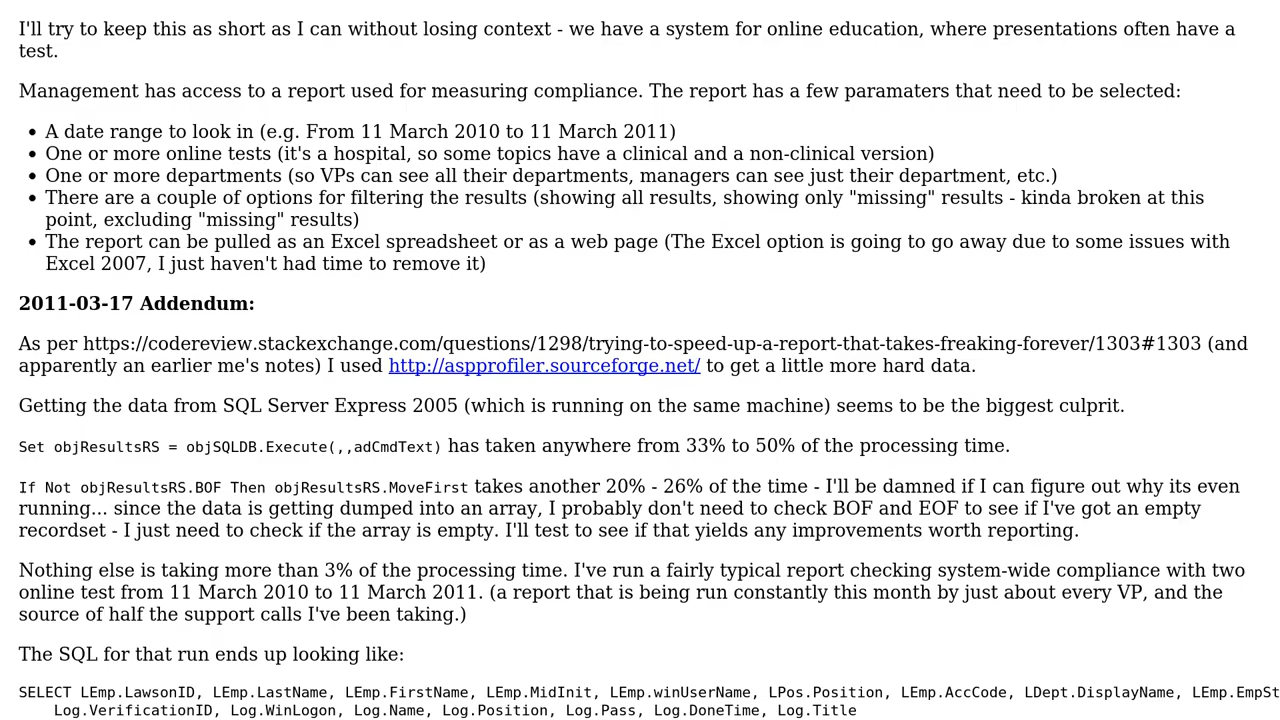 I'll try to keep this as short as I can without losing context - we have a system for online education, where presentations often have a
test.
Management has access to a report used for measuring compliance. The report has a few paramaters that need to be selected:
• A date range to look in (e.g. From 11 March 2010 to 11 March 2011)
• One or more online tests (it's a hospital, so some topics have a clinical and a non-clinical version)
• One or more departments (so VPs can see all their departments, managers can see just their department, etc.)
• There are a couple of options for filtering the results (showing all results, showing only "missing" results - kinda broken at this
point, excluding "missing" results)
• The report can be pulled as an Excel spreadsheet or as a web page (The Excel option is going to go away due to some issues with
Excel 2007, I just haven't had time to remove it)
2011-03-17 Addendum:
As per https://codereview.stackexchange.com/questions/1298/trying-to-speed-up-a-report-that-takes-freaking-forever/1303#1303 (and
apparently an earlier me's notes) I used http://aspprofiler.sourceforge.net/ to get a little more hard data.
Getting the data from SQL Server Express 2005 (which is running on the same machine) seems to be the biggest culprit.
Set objResultsRS = objSQLDB.Execute(,,adCmdText) has taken anywhere from 33% to 50% of the processing time.
If Not objResultsRS.BOF Then objResultsRS.MoveFirst takes another 20% - 26% of the time - I'll be damned if I can figure out why its even
running... since the data is getting dumped into an array, I probably don't need to check BOF and EOF to see if I've got an empty
recordset - I just need to check if the array is empty. I'll test to see if that yields any improvements worth reporting.
Nothing else is taking more than 3% of the processing time. I've run a fairly typical report checking system-wide compliance with two
online test from 11 March 2010 to 11 March 2011. (a report that is being run constantly this month by just about every VP, and the
source of half the support calls I've been taking.)
The SQL for that run ends up looking like:
SELECT LEmp.LawsonID, LEmp.LastName, LEmp.FirstName, LEmp.MidInit, LEmp.winUserName, LPos.Position, LEmp.AccCode, LDept.DisplayName, LEmp.EmpSt
Log.VerificationID, Log.WinLogon, Log.Name, Log.Position, Log.Pass, Log.DoneTime, Log.Title